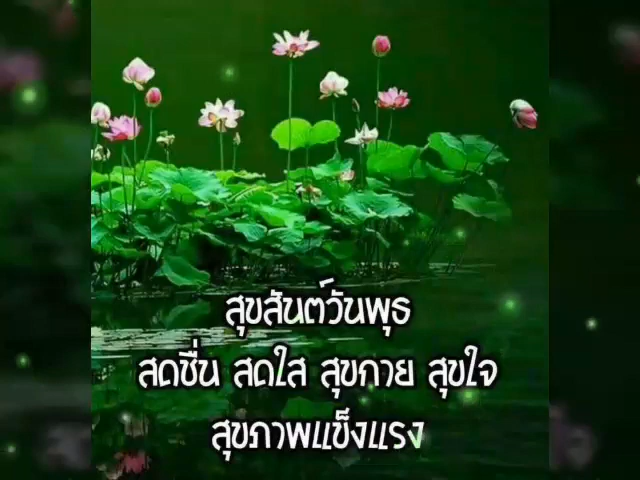 สุขสันต์วันพุธ
สดชื่น สดใส สุขกาย สุขใจ
สุขภาพแข็งแรง